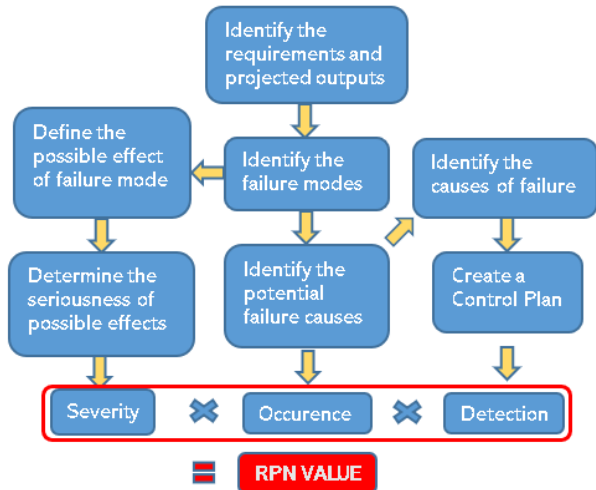 Identify the
requirements and
projected outputs
Define the
possible effect
of failure mode
Identify the
failure modes
Identify the
causes of failure
Determine the
seriousness of
possible effects
Identify the
potential
failure causes
Create a
Control Plan
Severity
Occurence
Detection
= RPN VALUE